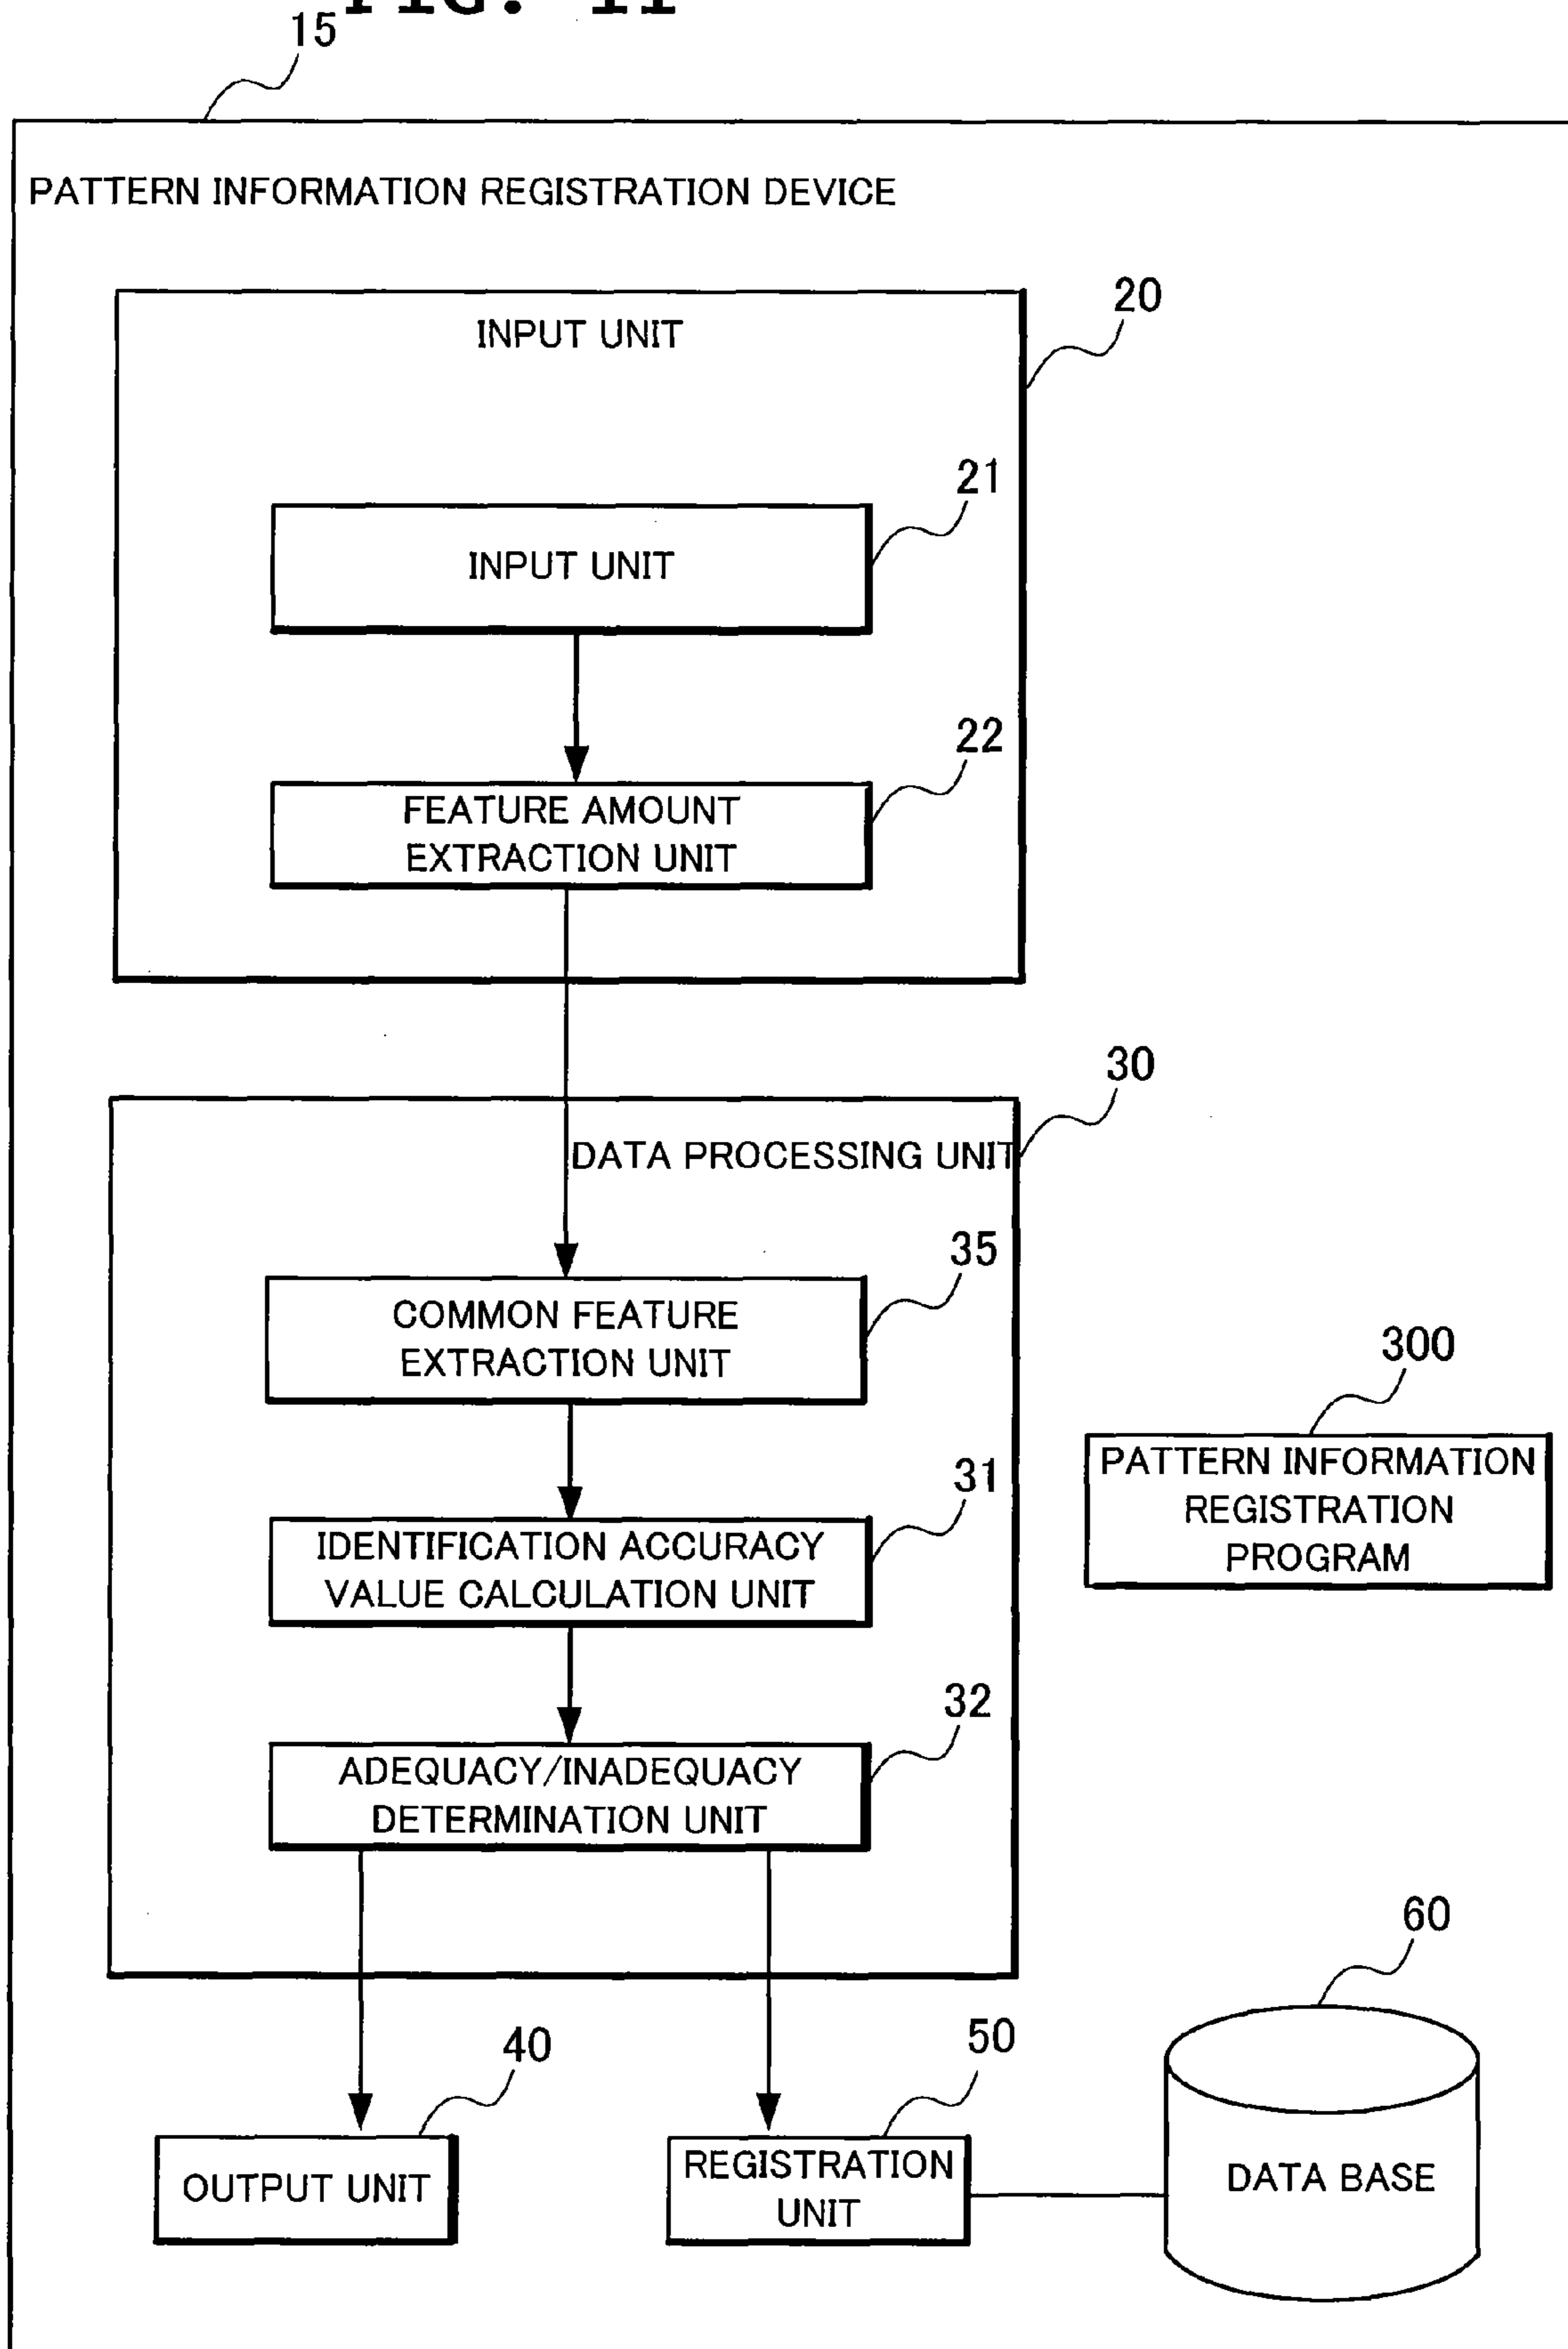 FIG. 11
15
PATTERN INFORMATION REGISTRATION DEVICE
20
INPUT UNIT
21
INPUT UNIT
22
FEATURE AMOUNT
EXTRACTION UNIT
30
DATA PROCESSING UNIT
35
COMMON FEATURE
EXTRACTION UNIT
300
PATTERN INFORMATION
REGISTRATION
PROGRAM
31
IDENTIFICATION ACCURACY
VALUE CALCULATION UNIT
32
ADEQUACY/INADEQUACY
DETERMINATION UNIT
60
DATA BASE
40
OUTPUT UNIT
50
REGISTRATION
UNIT